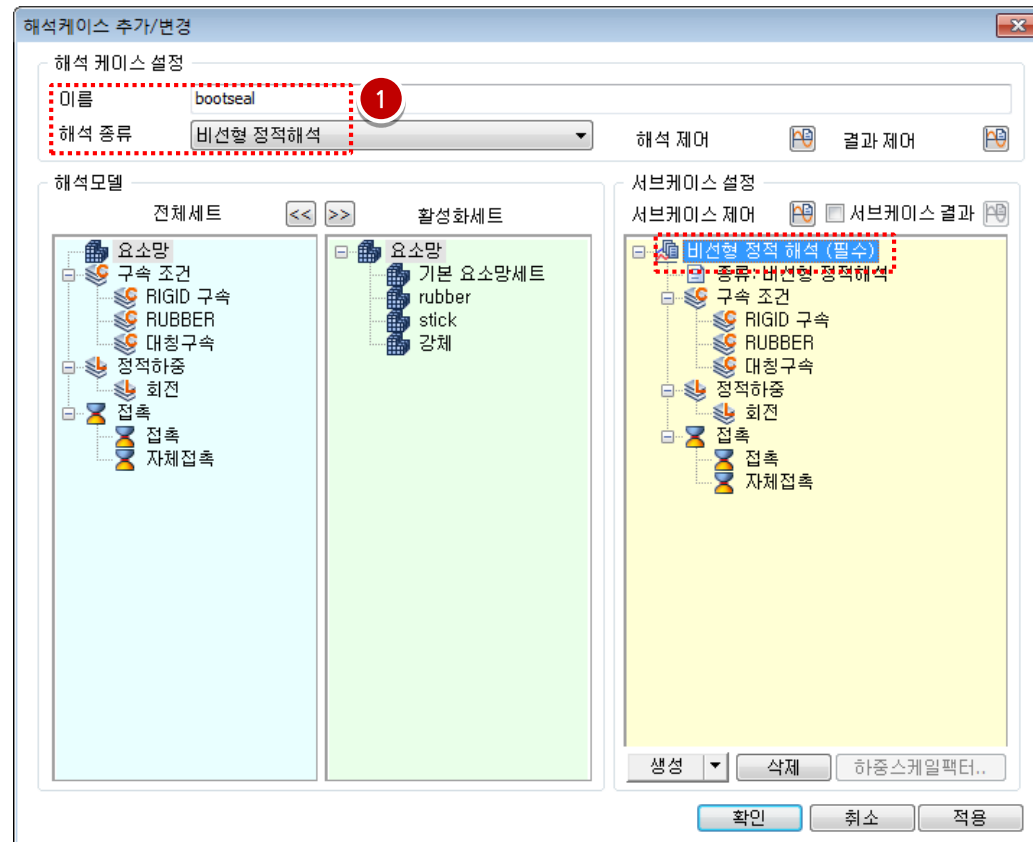 해석케이스 추가/변경
해석 케이스 설정
이름 bootseal
1
해석 종류 비선형 정적해석 해석 제어 결과 제어
해석모델 서브케이스 설정
전체세트 << >> 활성화세트 서브케이스 제어 서브케이스 결과
요소망
구속 조건
RIGID 구속
RUBBER
대칭구속
정적하중
회전
접촉
접촉
자체접촉
요소망
기본 요소망세트
rubber
stick
강체
비선형 정적 해석 (필수)
종류: 비선형 정적해석
구속 조건
RIGID 구속
RUBBER
대칭구속
정적하중
회전
접촉
접촉
자체접촉
생성 삭제 하중스케일팩터..
확인 취소 적용